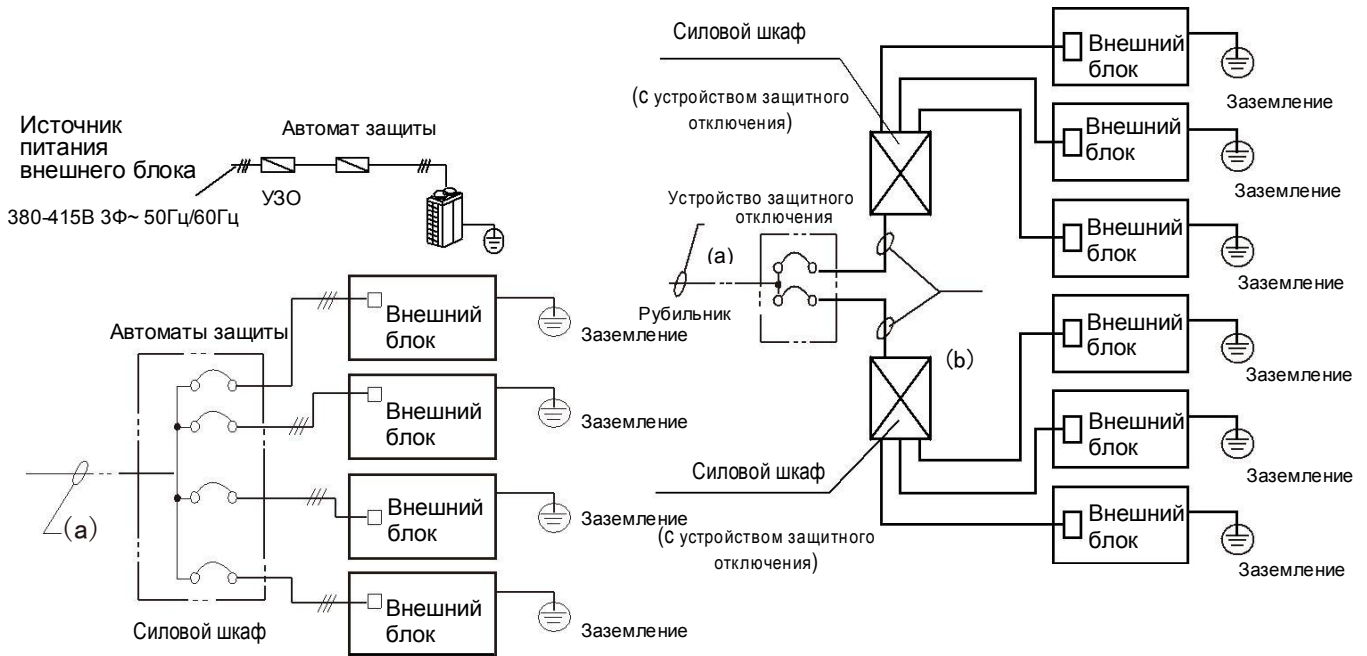 Источник
питания
внешнего блока
380-415В 3Ф~ 50Гц/60Гц
Автомат защиты
УЗО
Автоматы защиты
(a)
Силовой шкаф
Внешний
блок
Заземление
Внешний
блок
Заземление
Внешний
блок
Заземление
Внешний
блок
Заземление
Силовой шкаф
(с устройством защитного
отключения)
Устройство защитного
отключения
(a)
Рубильник
(b)
Силовой шкаф
(с устройством защитного
отключения)
Внешний
блок
Заземление
Внешний
блок
Заземление
Внешний
блок
Заземление
Внешний
блок
Заземление
Внешний
блок
Заземление
Внешний
блок
Заземление